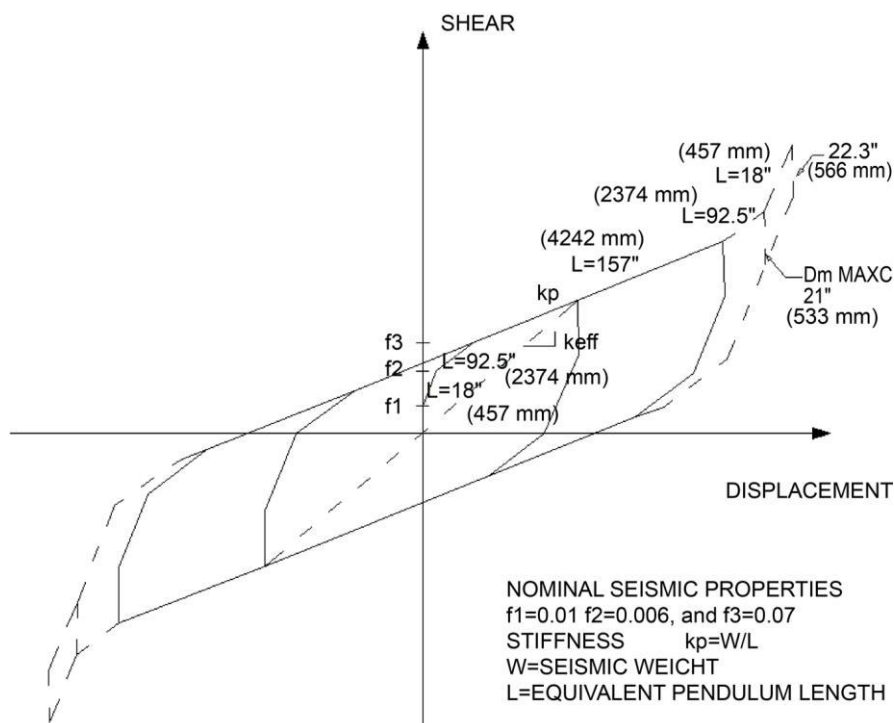 SHEAR
(457 mm)
L=18"
22.3"
(566 mm)
(2374 mm)
L=92.5"
(4242 mm)
L=157"
kp
Dm MAXC
21"
(533 mm)
f3
keff
L=92.5"
f2
(2374 mm)
L=18"
f1
(457 mm)
DISPLACEMENT
NOMINAL SEISMIC PROPERTIES
f1=0.01 f2=0.006, and f3=0.07
STIFFNESS kp=W/L
W=SEISMIC WEICHT
L=EQUIVALENT PENDULUM LENGTH